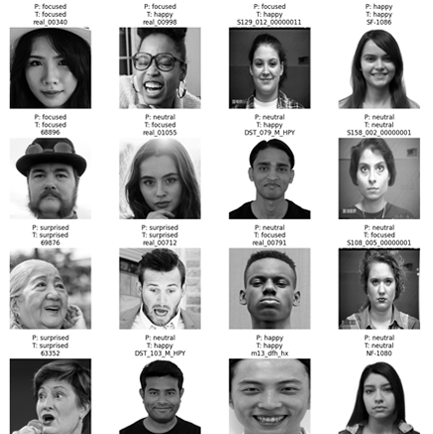 P: focused
T: happy
real_00340
P: focused
T: happy
real_00998
P: focused
T: happy
S129_012_00000011
P: happy
T: happy
SF-1086
P: focused
T: focused
68896
P: neutral
T: focused
real_01055
P: neutral
T: happy
DST_079_M_HPY
P: neutral
T: neutral
S158_002_00000001
P: surprised
T: surprised
69876
P: surprised
T: surprised
real_00712
P: neutral
T: focused
real_00791
P: neutral
T: focused
S108_005_00000001
P: surprised
T: surprised
63352
P: neutral
T: happy
DST_103_M_HPY
P: happy
T: happy
m13_dfh_hx
P: neutral
T: neutral
NF-1080